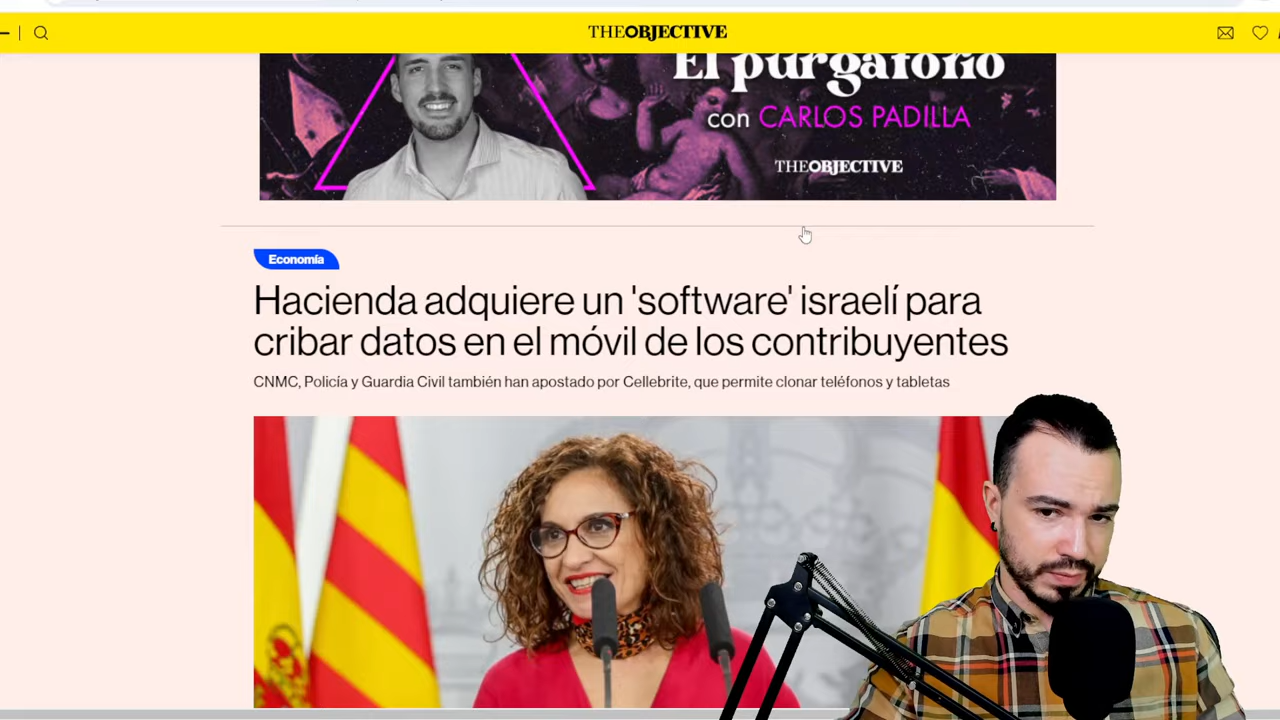 THEOBJECTIVE
El purgatorio
con CARLOS PADILLA
THEOBJECTIVE
Economía
Hacienda adquiere un 'software' israelí para
cribar datos en el móvil de los contribuyentes
CNMC, Policía y Guardia Civil también han apostado por Cellebrite, que permite clonar teléfonos y tabletas